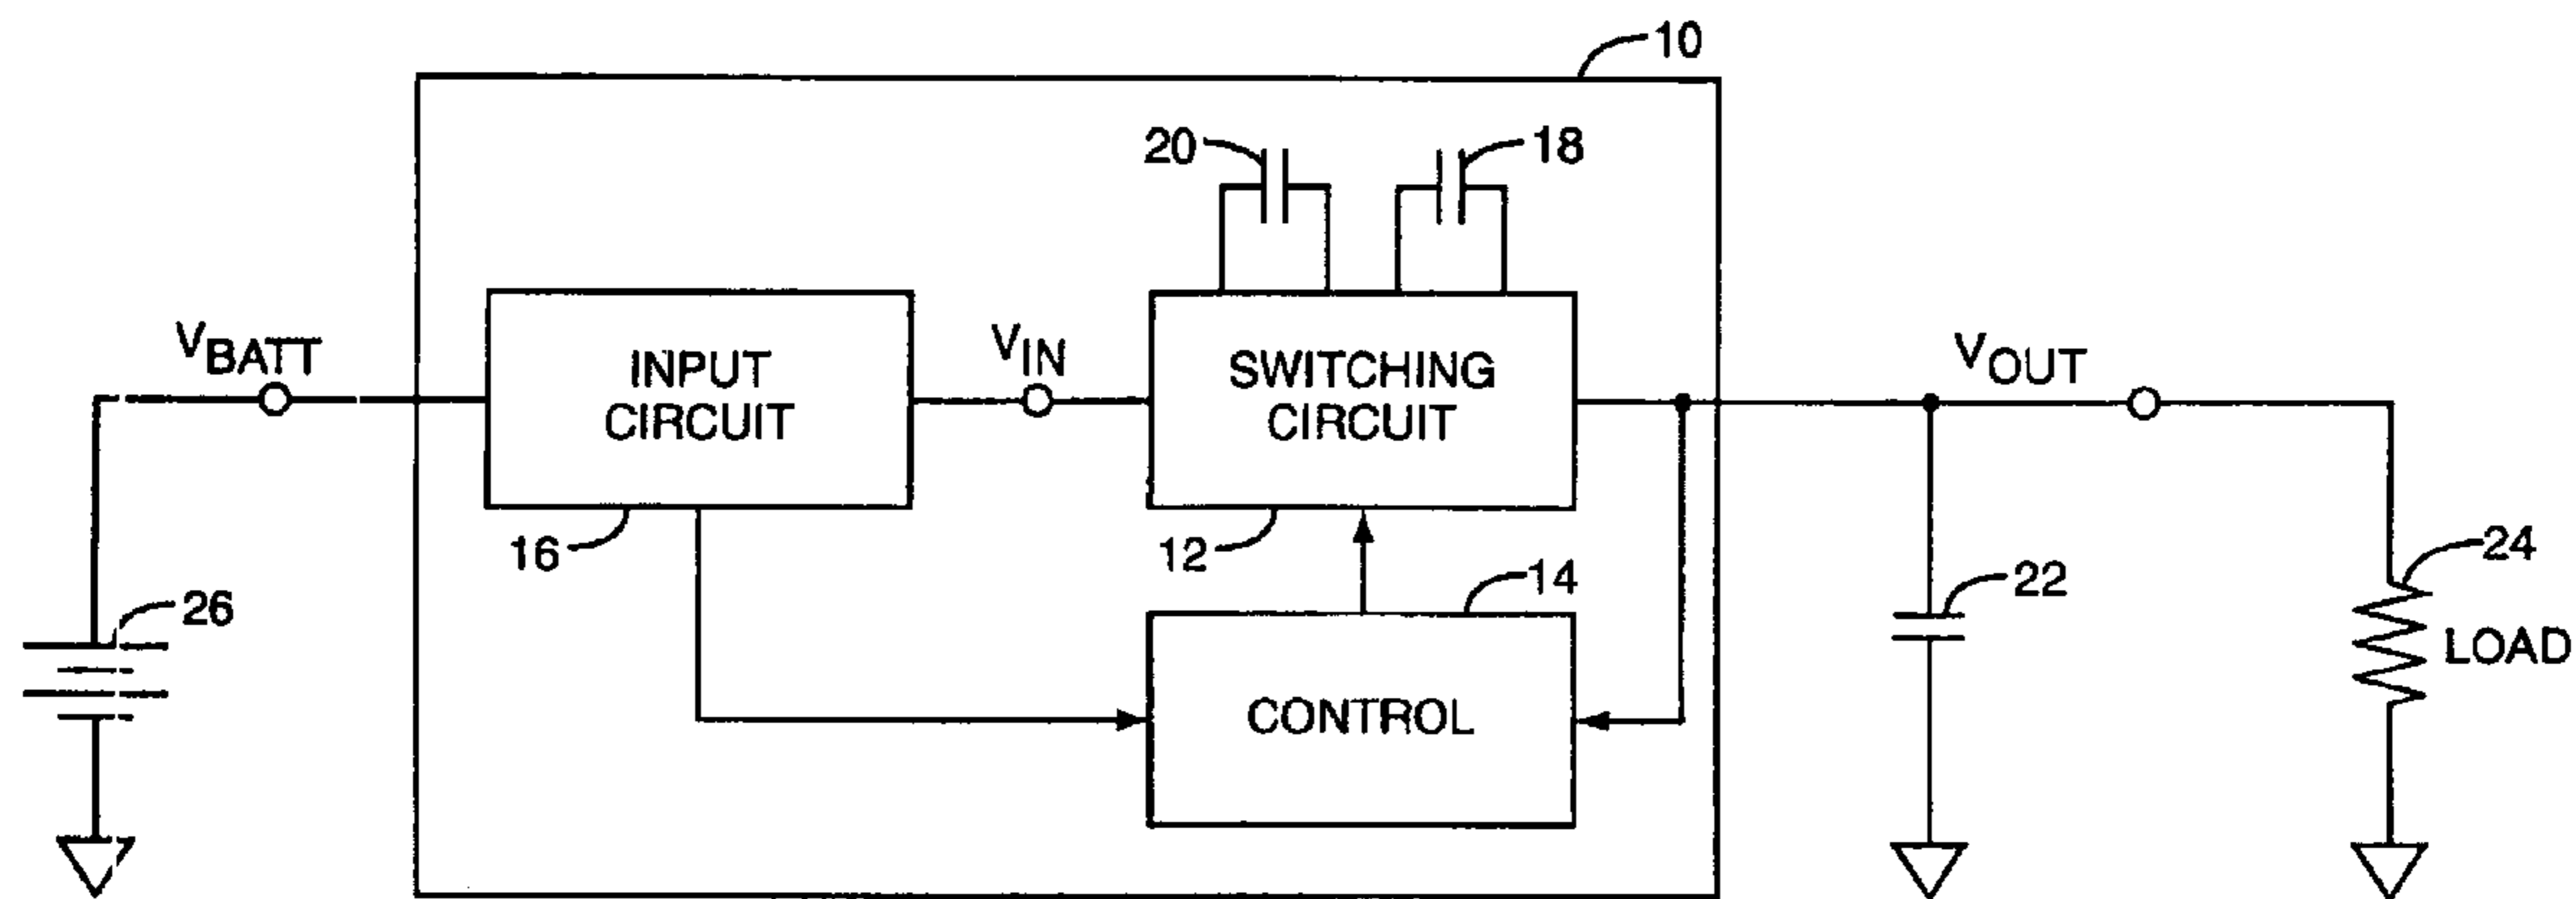 10
20
18
VBATT
INPUT
CIRCUIT
VIN
SWITCHING
CIRCUIT
VOUT
16
12
14
26
22
24
CONTROL
LOAD